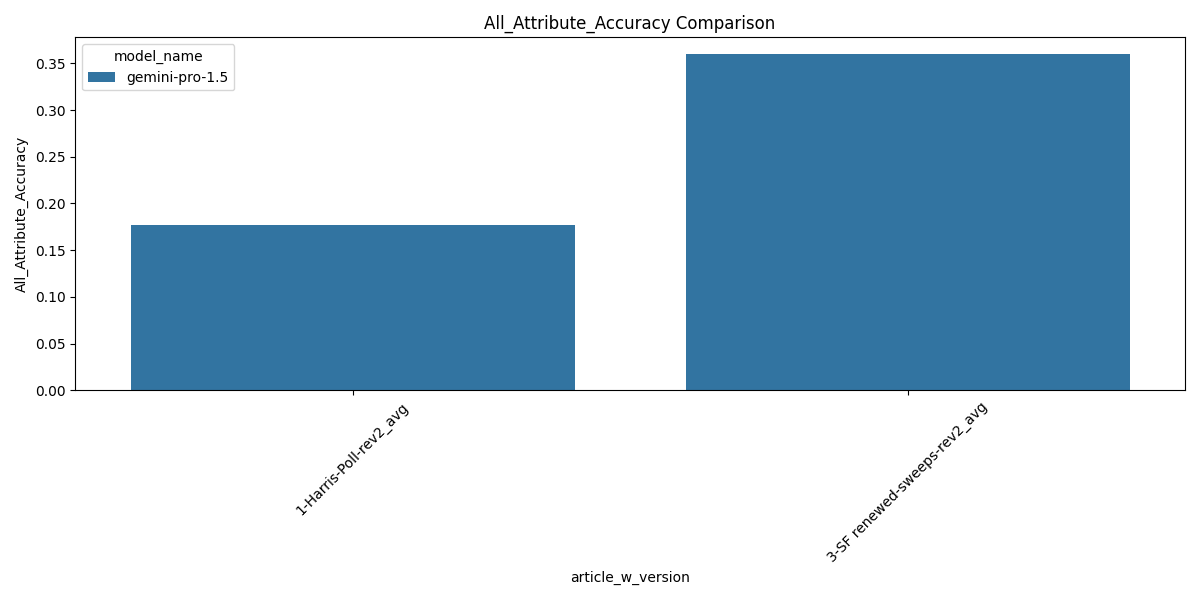 All_Attribute_Accuracy Comparison
model_name
gemini-pro-1.5
All_Attribute_Accuracy
0.35
0.30
0.25
0.20
0.15
0.10
0.05
0.00
1-Harris-Poll-rev2_avg
3-SF renewed-sweeps-rev2_avg
article_w_version